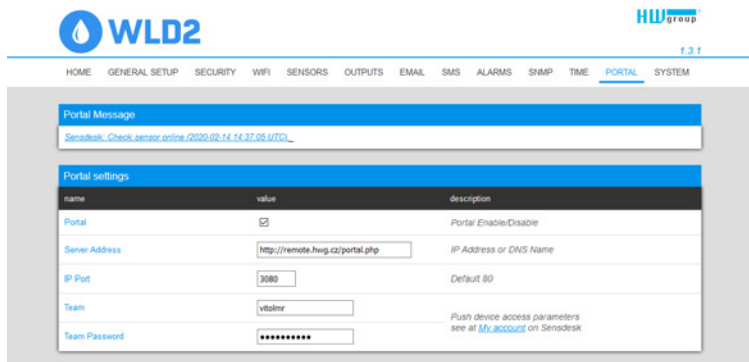 WLD2
HWgroup
1.3.1
HOME GENERAL SETUP SECURITY WIFI SENSORS OUTPUTS EMAIL SMS ALARMS SNMP TIME PORTAL SYSTEM
Portal Message
Sensdesk: Check sensor online (2020-02-14 14:37:05 UTC)
Portal settings
name value description
Portal Portal Enable/Disable
Server Address http://remote.hwg.cz/portal.php IP Address or DNS Name
IP Port 3080 Default 80
Team vitolmr
Push device access parameters
see at My account on Sensdesk
Team Password ••••••••••